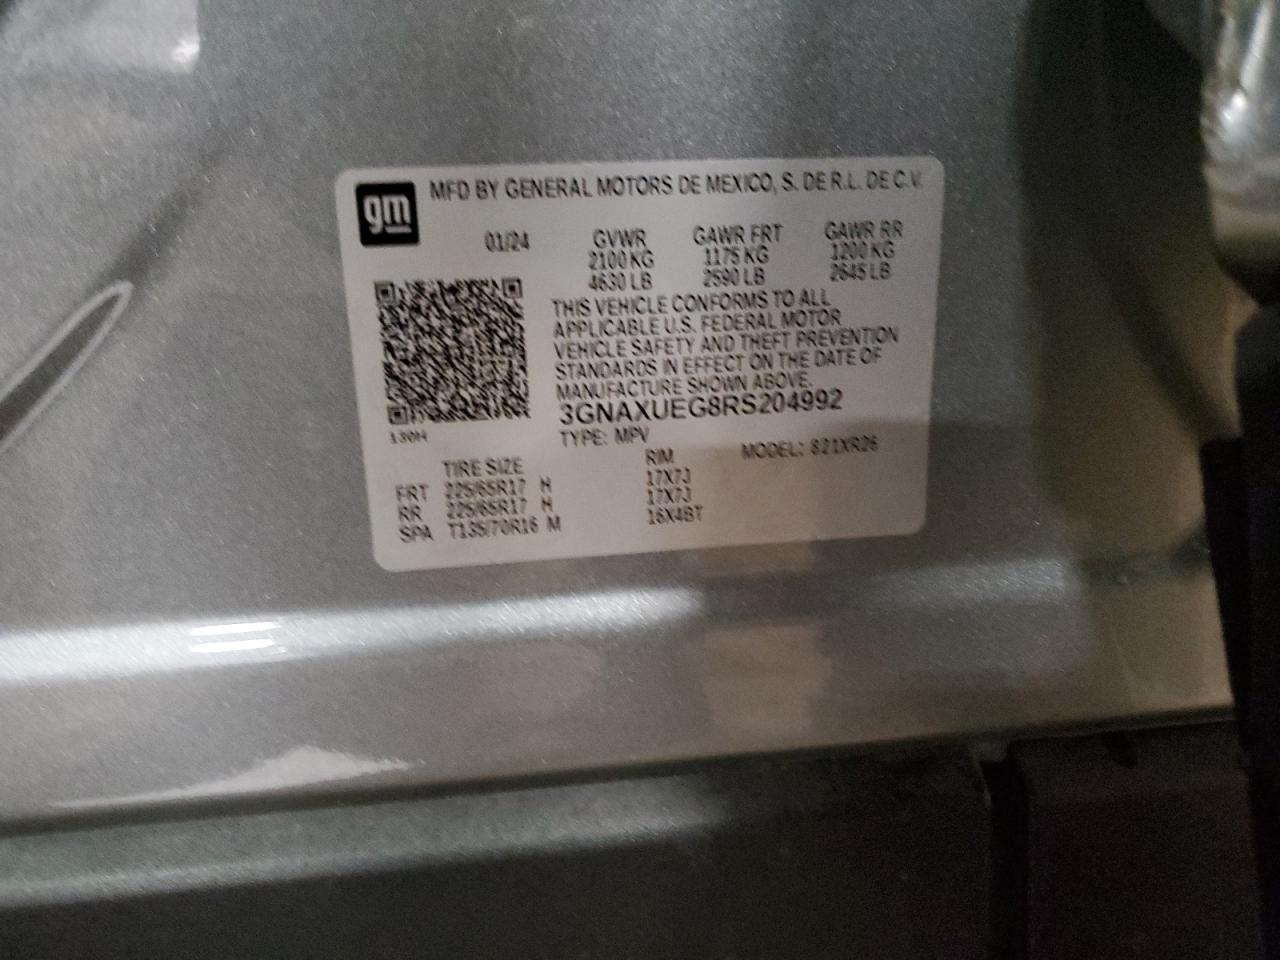 gm
MFD BY GENERAL MOTORS DE MEXICO, S. DE R.L. DE C.V.
01/24 GVWR GAWR FRT GAWR RR
2100 KG 1175 KG 1200 KG
4630 LB 2590 LB 2645 LB
THIS VEHICLE CONFORMS TO ALL
APPLICABLE U.S. FEDERAL MOTOR
VEHICLE SAFETY AND THEFT PREVENTION
STANDARDS IN EFFECT ON THE DATE OF
MANUFACTURE SHOWN ABOVE.
3GNAXUEG8RS204992
TYPE: MPV MODEL: 821XR26
TIRE SIZE RIM
FRT 225/65R17 H 17X7J
RR 225/65R17 H 17X7J
SPA T135/70R16 M 16X4BT